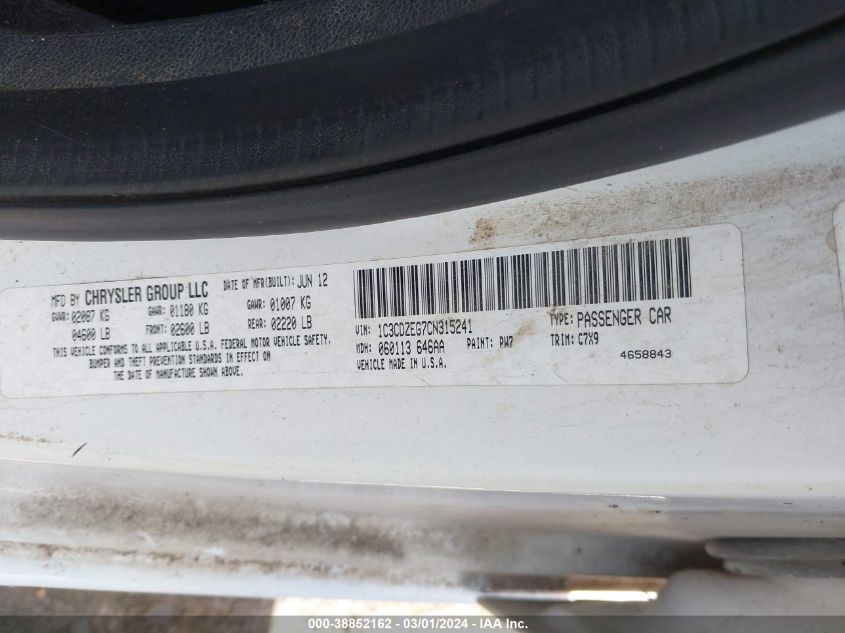 MFD BY CHRYSLER GROUP LLC DATE OF MFR(BUILT): JUN 12
GVWR: 02087 KG GAWR: 01180 KG GAWR: 01007 KG
04600 LB FRONT: 02600 LB REAR: 02220 LB
THIS VEHICLE CONFORMS TO ALL APPLICABLE U.S.A. FEDERAL MOTOR VEHICLE SAFETY,
BUMPER AND THEFT PREVENTION STANDARDS IN EFFECT ON
THE DATE OF MANUFACTURE SHOWN ABOVE.
VIN: 1C3CDZEG7CN315241 TYPE: PASSENGER CAR
MDH: 060113 646AA PAINT: PW7 TRIM: C7X9
VEHICLE MADE IN U.S.A. 4658843
000-38852162 - 03/01/2024 - IAA Inc.